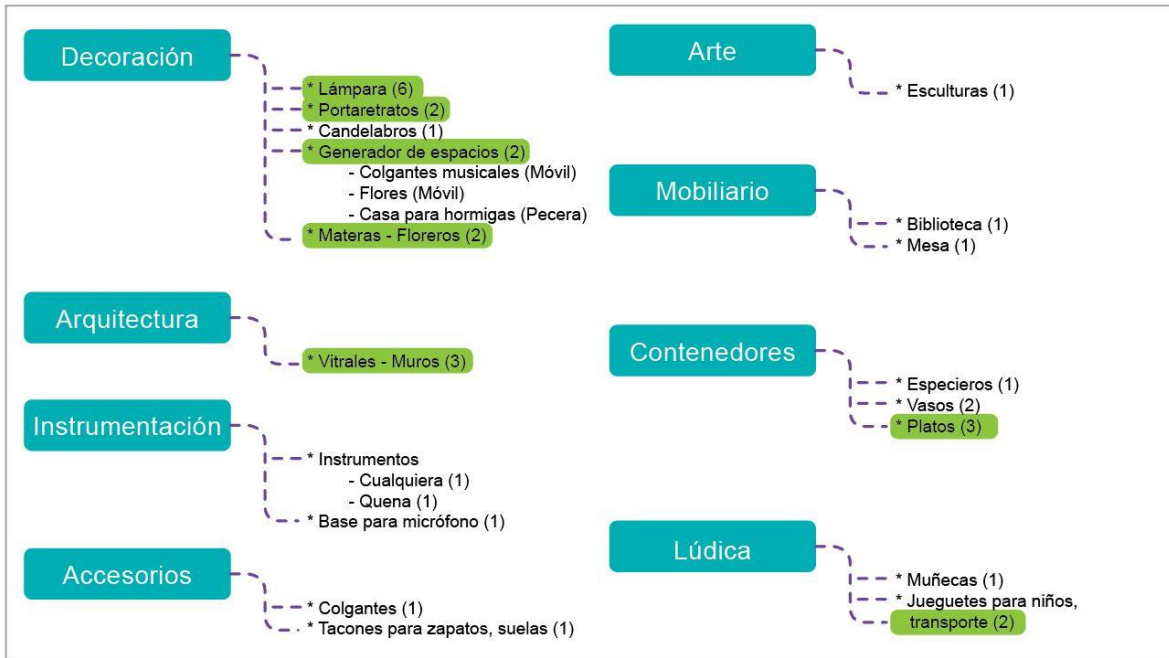 Decoración
* Lámpara (6)
* Portaretratos (2)
* Candelabros (1)
* Generador de espacios (2)
- Colgantes musicales (Móvil)
- Flores (Móvil)
- Casa para hormigas (Pecera)
* Materas - Floreros (2)
Arquitectura
* Vitrales - Muros (3)
Instrumentación
* Instrumentos
- Cualquiera (1)
- Quena (1)
* Base para micrófono (1)
Accesorios
* Colgantes (1)
* Tacones para zapatos, suelas (1)
Arte
* Esculturas (1)
Mobiliario
* Biblioteca (1)
* Mesa (1)
Contenedores
* Especieros (1)
* Vasos (2)
* Platos (3)
Lúdica
* Muñecas (1)
* Jueguetes para niños,
transporte (2)